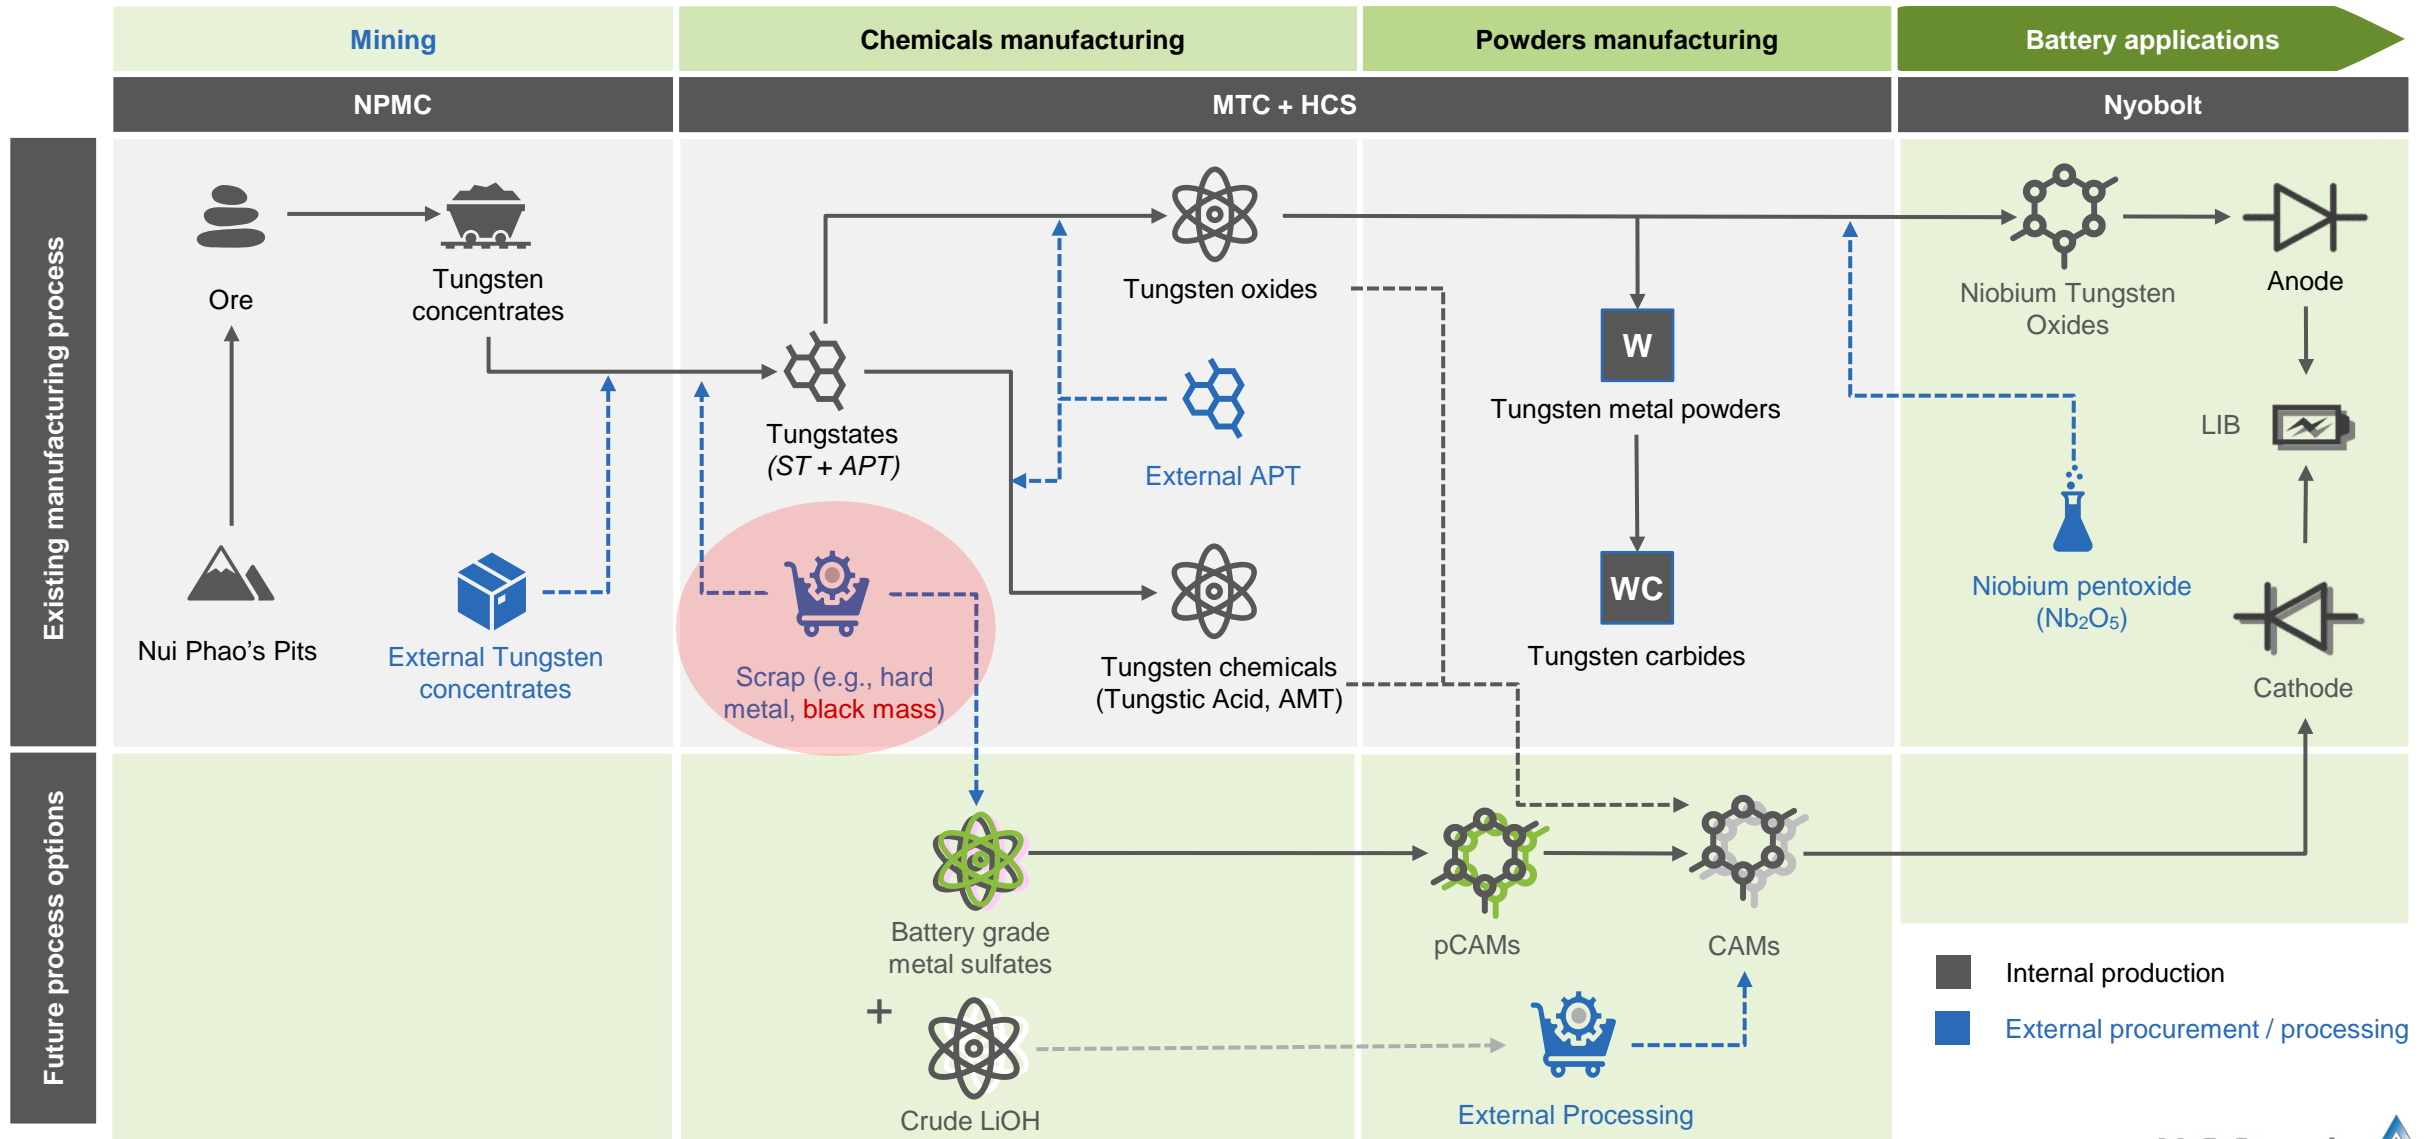 Mining
Chemicals manufacturing
Powders manufacturing
Battery applications
NPMC
MTC + HCS
Nyobolt
Existing manufacturing process
Ore
Tungsten
concentrates
Nui Phao's Pits
External Tungsten
concentrates
Tungstates
(ST + APT)
Scrap (e.g., hard
metal, black mass)
Tungsten oxides
External APT
Tungsten chemicals
(Tungstic Acid, AMT)
W
Tungsten metal powders
WC
Tungsten carbides
Niobium Tungsten
Oxides
Anode
LIB
Niobium pentoxide
(Nb₂O₅)
Cathode
Future process options
Battery grade
metal sulfates
+
Crude LiOH
pCAMs
CAMs
External Processing
Internal production
External procurement / processing